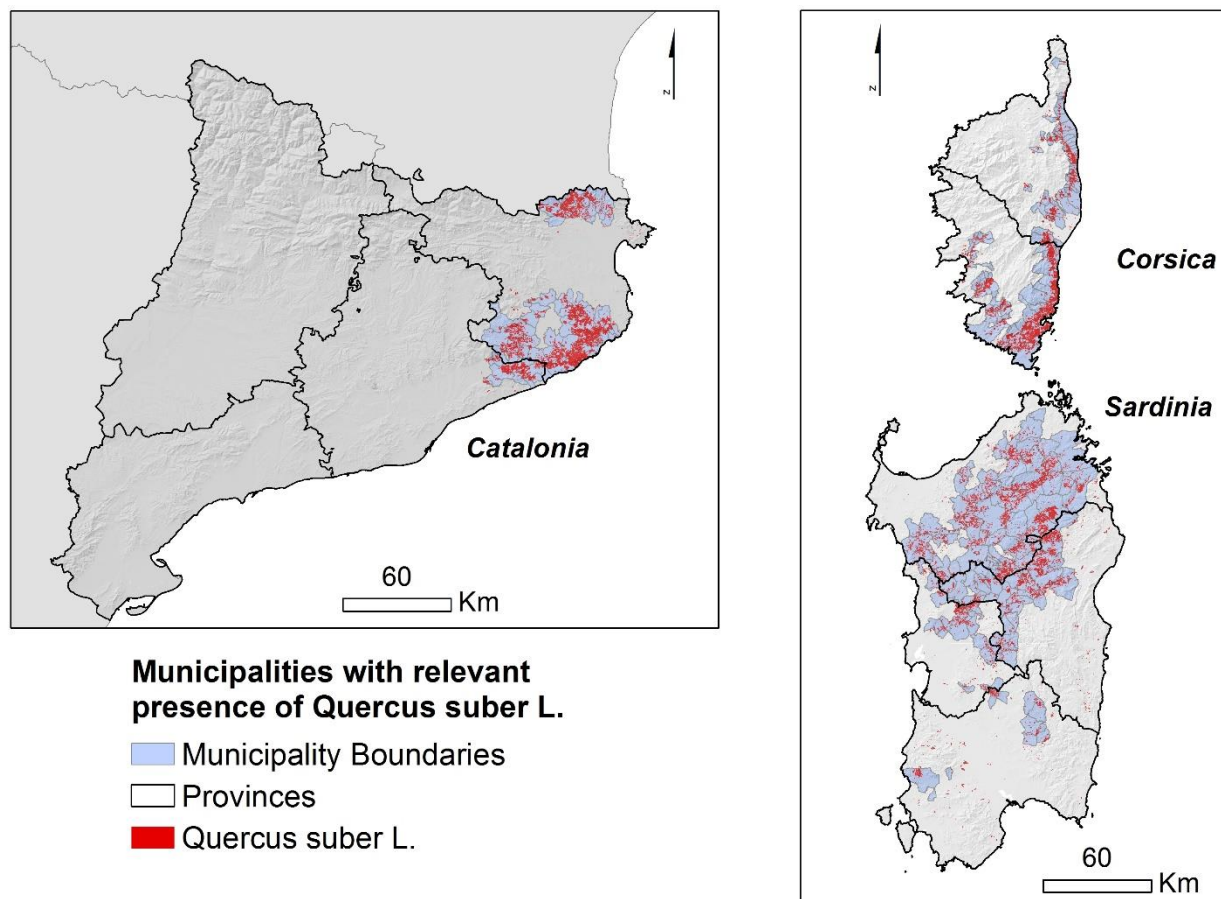 N
Catalonia
60
Km
Municipalities with relevant
presence of Quercus suber L.
Municipality Boundaries
Provinces
Quercus suber L.
N
Corsica
Sardinia
60
Km